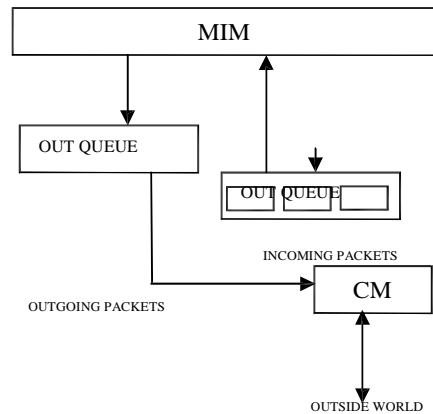 MIM
OUT QUEUE
OUT QUEUE
INCOMING PACKETS
CM
OUTGOING PACKETS
OUTSIDE WORLD